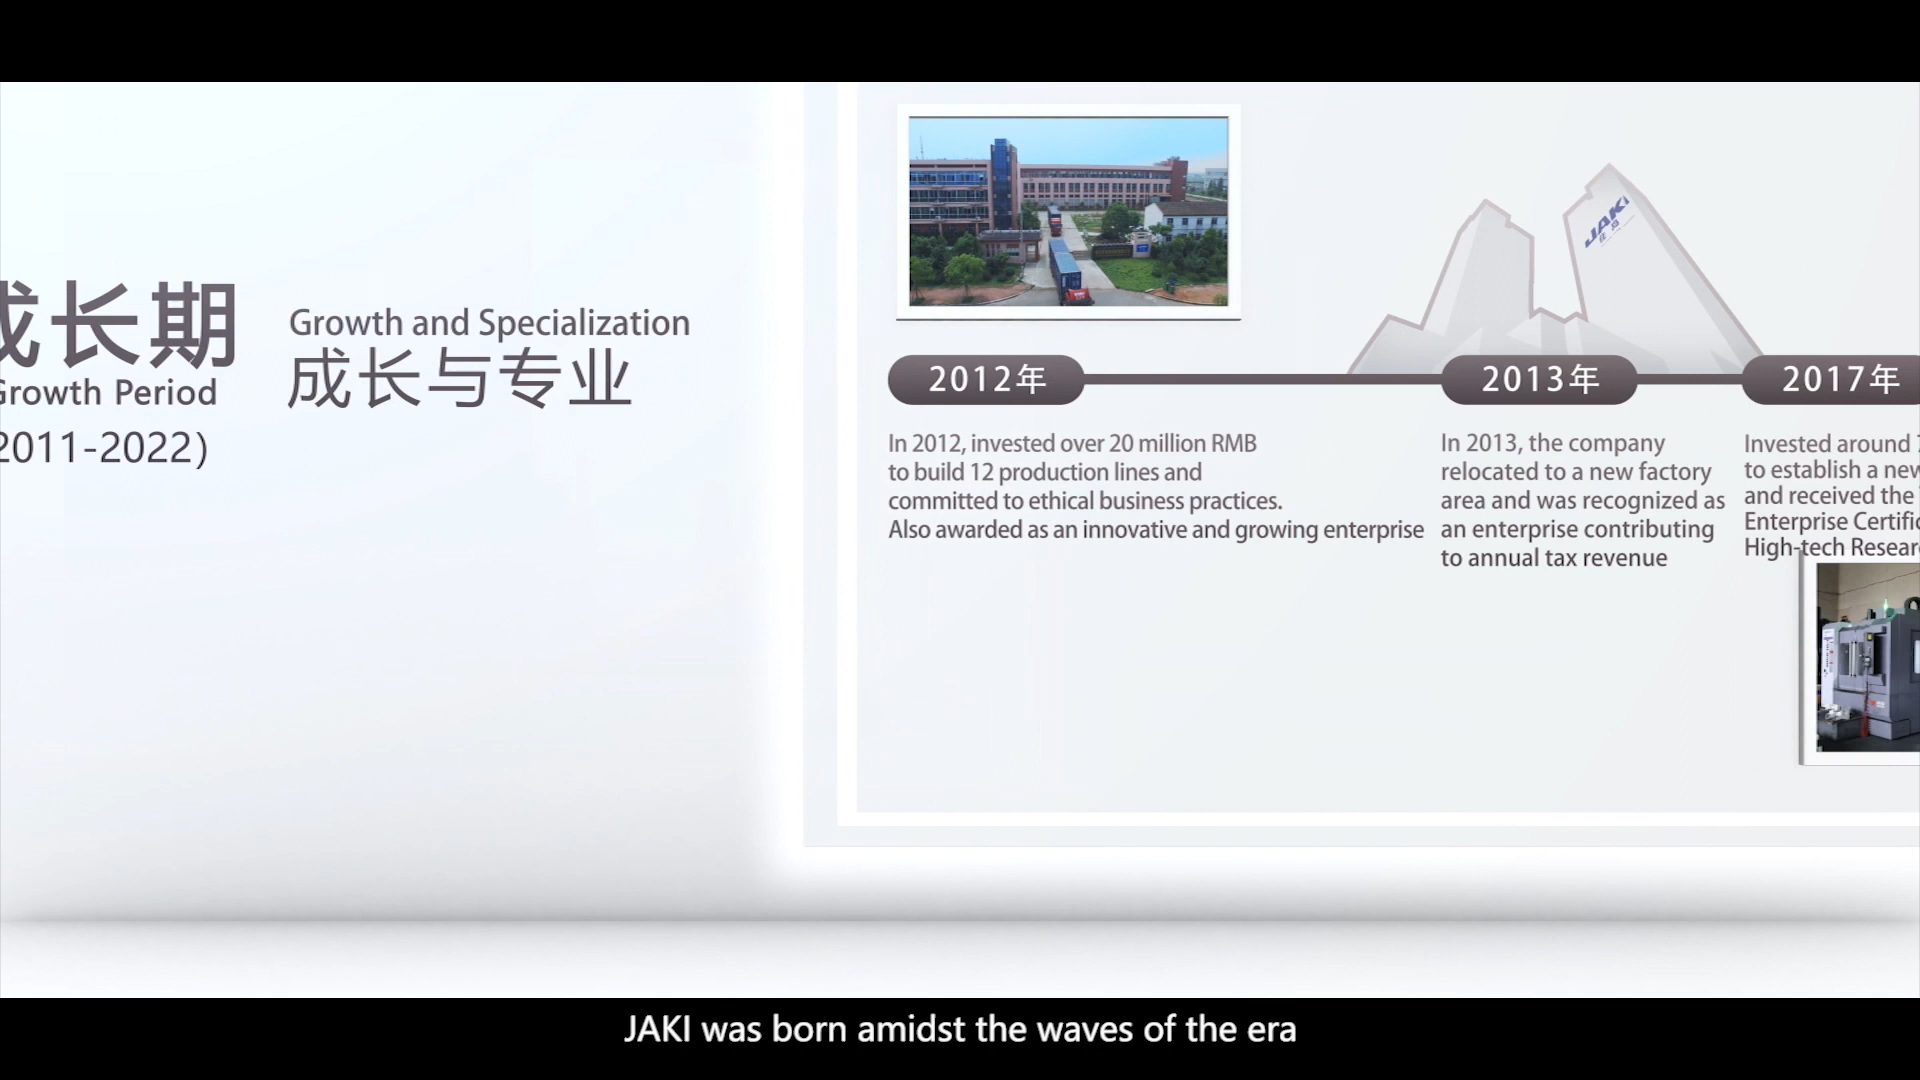 成长期
Growth Period
2011-2022)
Growth and Specialization
成长与专业
JAKi
2012年
In 2012, invested over 20 million RMB
to build 12 production lines and
committed to ethical business practices.
Also awarded as an innovative and growing enterprise
2013年
In 2013, the company
relocated to a new factory
area and was recognized as
an enterprise contributing
to annual tax revenue
2017年
Invested around
to establish a new
and received the
Enterprise
High-tech
JAKI was born amidst the waves of the era